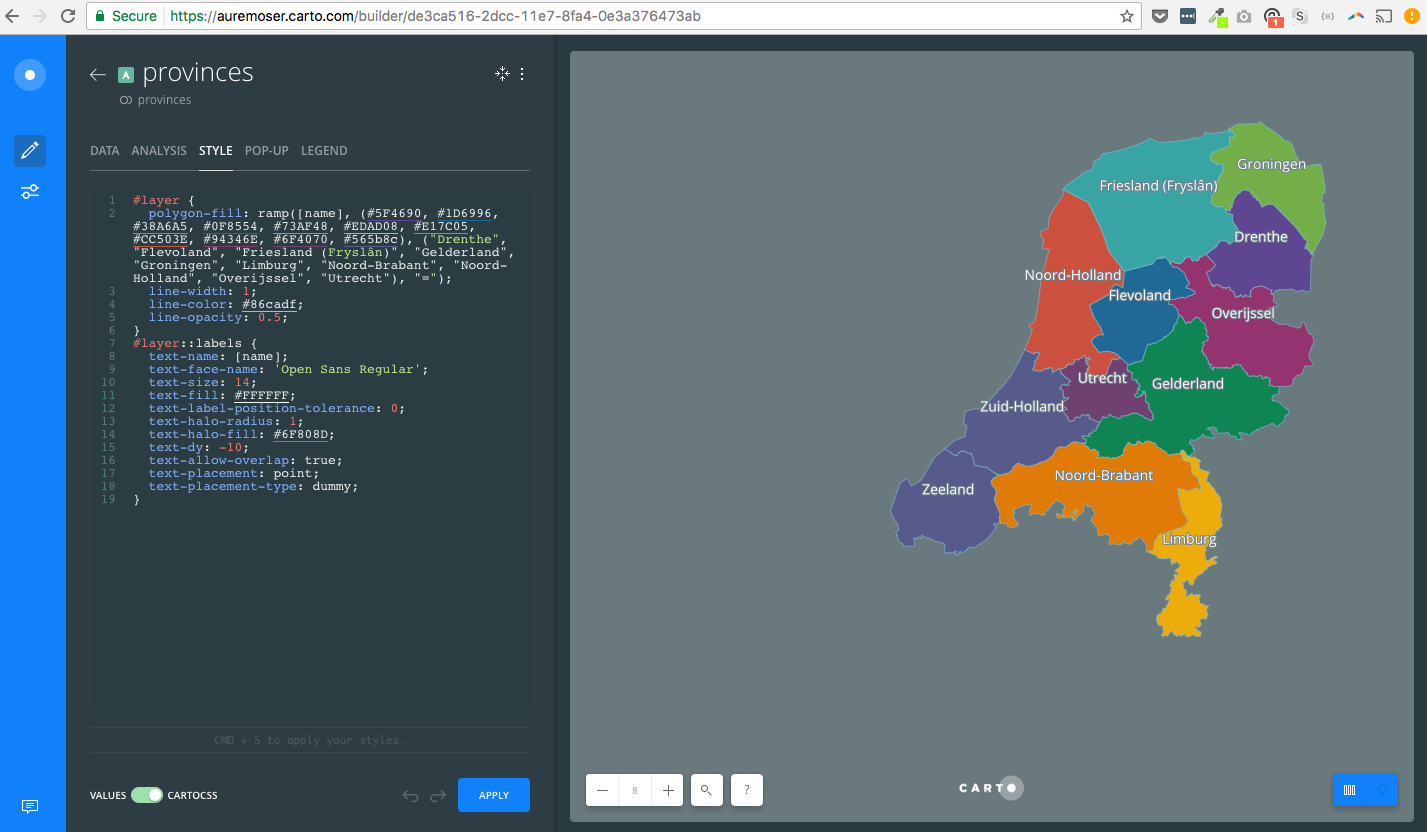 Secure
https://auremoser.carto.com/builder/de3ca516-2dcc-11e7-8fa4-0e3a376473ab
1
S
A provinces
provinces
DATA ANALYSIS STYLE POP-UP LEGEND
1 #layer {
2 polygon-fill: ramp([name], (#5F4690, #1D6996,
#38A6A5, #0F8554, #73AF48, #EDAD08, #E17C05,
#CC503E, #94346E, #6F4070, #565b8c), ("Drenthe",
"Flevoland", "Friesland (Fryslân)", "Gelderland",
"Groningen", "Limburg", "Noord-Brabant", "Noord-
Holland", "Overijssel", "Utrecht"), "=");
3 line-width: 1;
4 line-color: #86cadf;
5 line-opacity: 0.5;
6 }
7 #layer::labels {
8 text-name: [name];
9 text-face-name: 'Open Sans Regular';
10 text-size: 14;
11 text-fill: #FFFFFF;
12 text-label-position-tolerance: 0;
13 text-halo-radius: 1;
14 text-halo-fill: #6F808D;
15 text-dy: -10;
16 text-allow-overlap: true;
17 text-placement: point;
18 text-placement-type: dummy;
19 }
CMD + S to apply your styles.
VALUES CARTOCSS
APPLY
Groningen
Friesland (Fryslân)
Drenthe
Noord-Holland
Flevoland
Overijssel
Utrecht
Gelderland
Zuid-Holland
Noord-Brabant
Zeeland
Limburg
8
?
CARTO